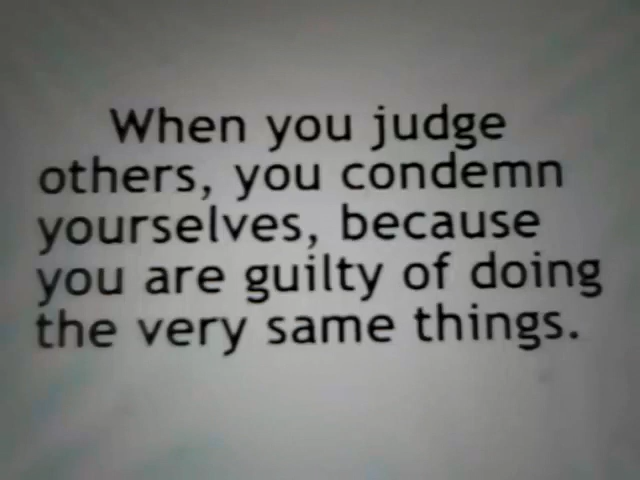 When you judge
others, you condemn
yourselves, because
you are guilty of doing
the very same things.